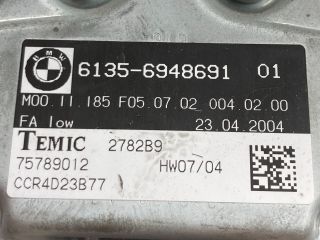 BMW
6135-6948691 01
M00.11.185 F05.07.02 004.02.00
FA low 23.04.2004
TEMIC 2782B9
75789012 HW07/04
CCR4D23B77